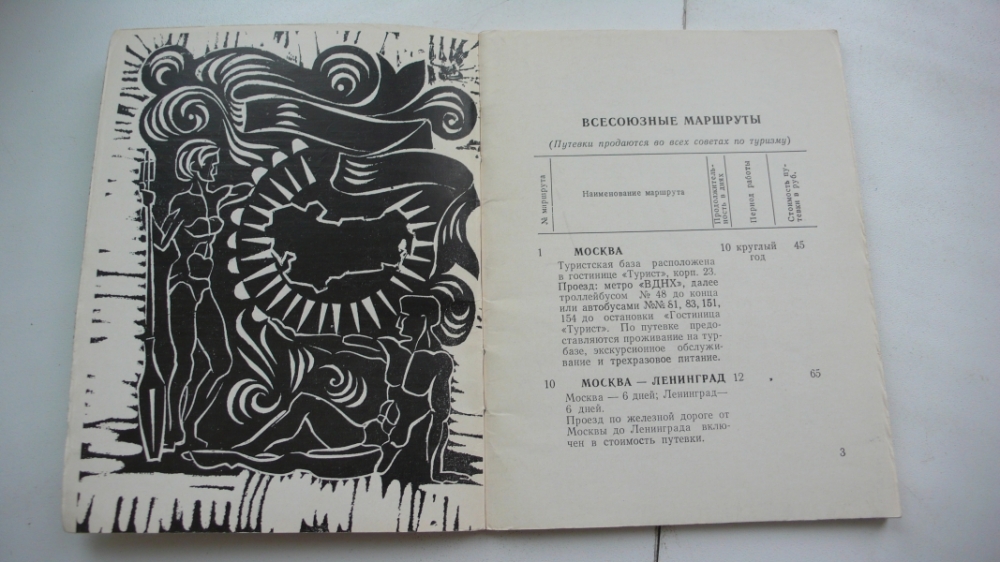 ВСЕСОЮЗНЫЕ МАРШРУТЫ
(Путевки продаются во всех советах по туризму)
№ маршрута
Наименование маршрута
Продолжитель-
ность в днях
Период работы
Стоимость пу-
тевки в руб.
1 МОСКВА 10 круглый 45
год
Туристская база расположена
в гостинице «Турист», корп. 23.
Проезд: метро «ВДНХ», далее
троллейбусом № 48 до конца
или автобусами №№ 61, 83, 151,
154 до остановки «Гостиница
«Турист». По путевке предо-
ставляются проживание на тур-
базе, экскурсионное обслужи-
вание и трехразовое питание.
10 МОСКВА — ЛЕНИНГРАД 12 „ 65
Москва — 6 дней; Ленинград—
6 дней.
Проезд по железной дороге от
Москвы до Ленинграда вклю-
чен в стоимость путевки.
3